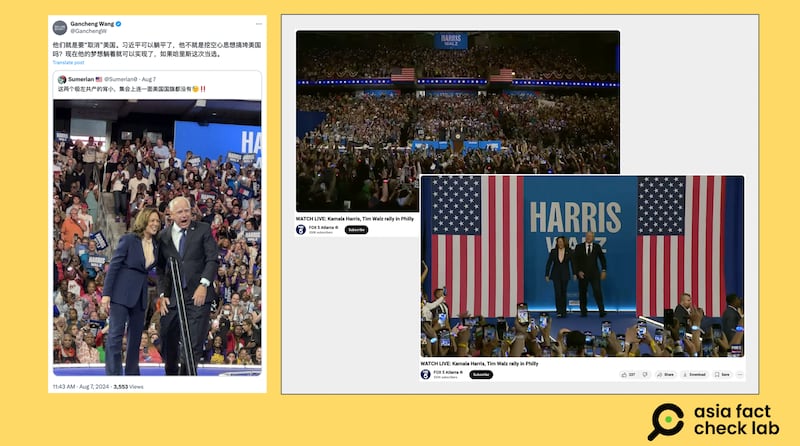 Gancheng Wang
@GanchengW
他们就是要“取消”美国。习近平可以躺平了，他不就是挖空心思想搞垮美国
吗？现在他的梦想躺着就可以实现了，如果哈里斯这次当选。
Translate post
Sumerian @Sumerian0 · Aug 7
这两个极左共产的宵小，集会上连一面美国国旗都没有‼️
HARRIS
WALZ
HA
11:43 AM · Aug 7, 2024 · 3,553 Views
HARRIS
WALZ
WATCH LIVE: Kamala Harris, Tim Walz rally in Philly
FOX 5 Atlanta
Subscribe
HARRIS
WALZ
WATCH LIVE: Kamala Harris, Tim Walz rally in Philly
FOX 5 Atlanta
Subscribe
Share
Download
Save
asia fact
check lab